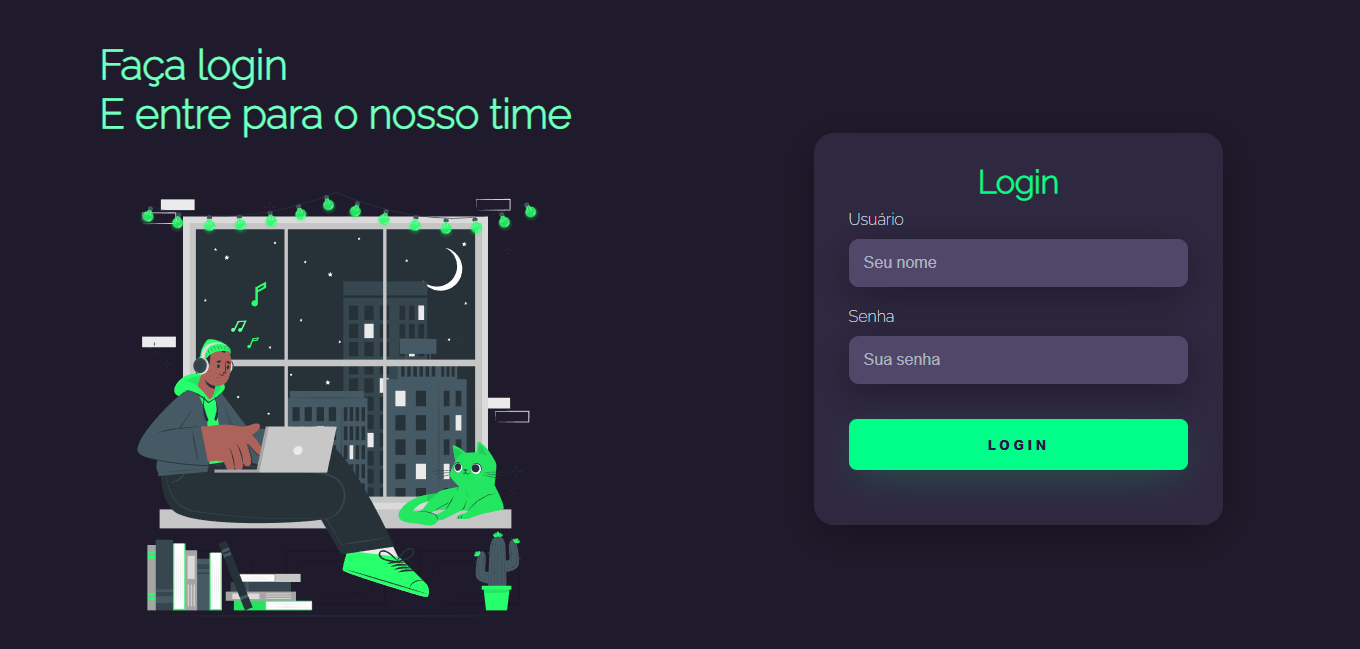 Faça login
E entre para o nosso time
Login
Usuário
Seu nome
Senha
Sua senha
LOGIN